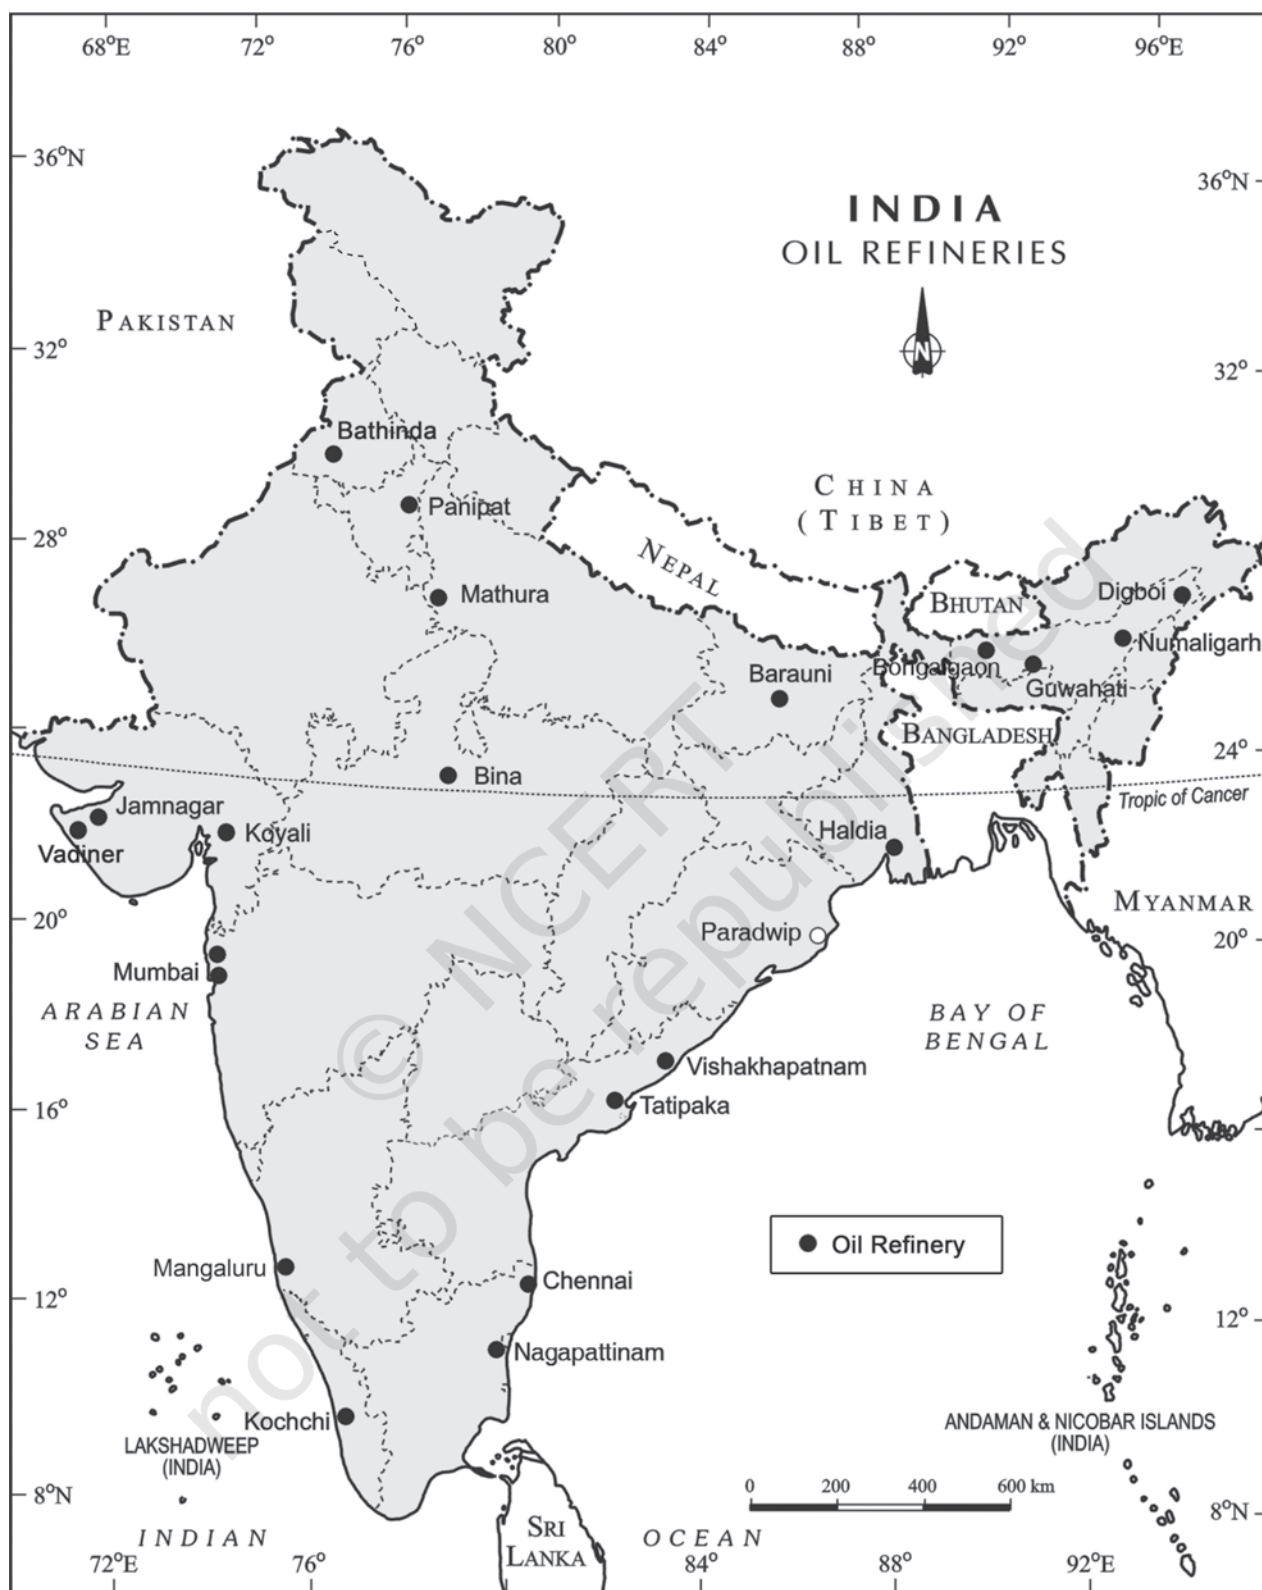 68°E 72° 76° 80° 84° 88° 92° 96°E
36°N
36°N
INDIA
OIL REFINERIES
N
PAKISTAN
32°
32°
Bathinda
CHINA
(TIBET)
Panipat
28°
NEPAL
Mathura
BHUTAN
Digboi
Numaligarh
Bongaigaon
Guwahati
Barauni
BANGLADESH
24°
Bina
Tropic of Cancer
Jamnagar
Koyali
Vadiner
Haldia
MYANMAR
20°
20°
Paradwip
Mumbai
ARABIAN
SEA
BAY OF
BENGAL
Vishakhapatnam
Tatipaka
16°
© NCERT
not to be republished
Oil Refinery
Mangaluru
Chennai
12°
12°
Nagapattinam
Kochchi
LAKSHADWEEP
(INDIA)
ANDAMAN & NICOBAR ISLANDS
(INDIA)
0 200 400 600 km
8°N
8°N
SRI
LANKA
INDIAN OCEAN
72°E 76° 84° 88° 92°E